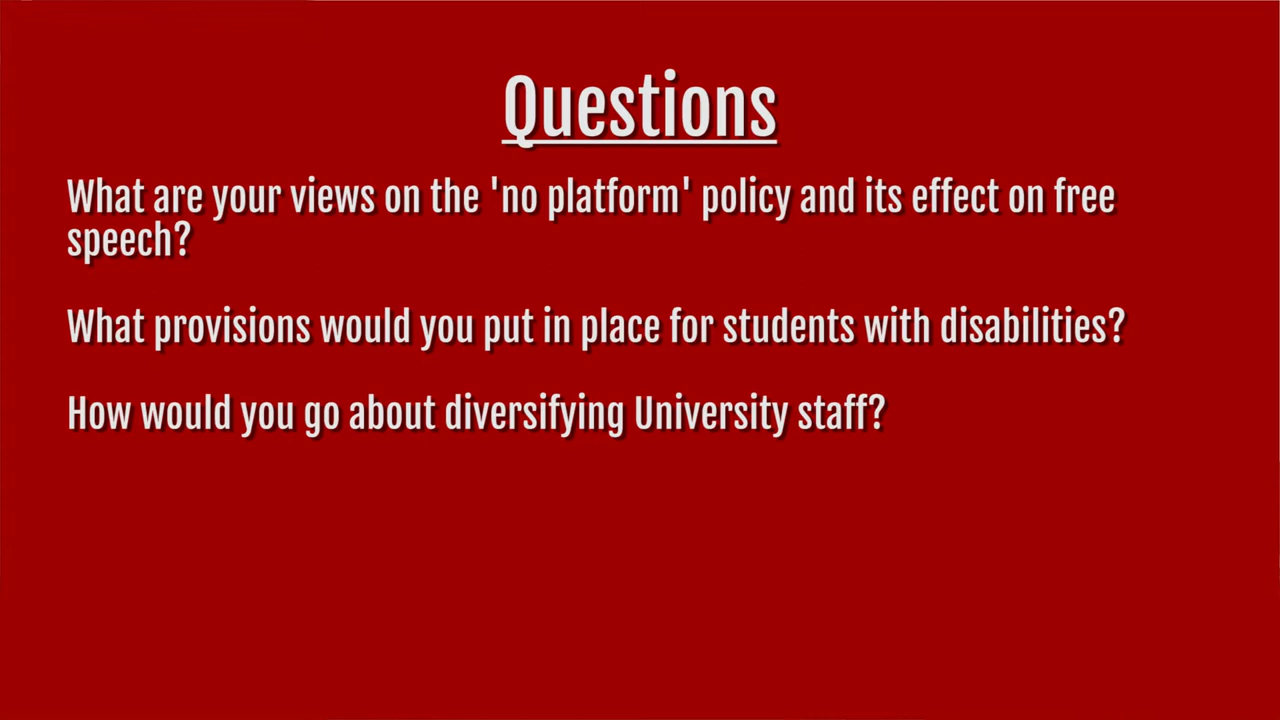 Questions
What are your views on the 'no platform' policy and its effect on free
speech?
What provisions would you put in place for students with disabilities?
How would you go about diversifying University staff?